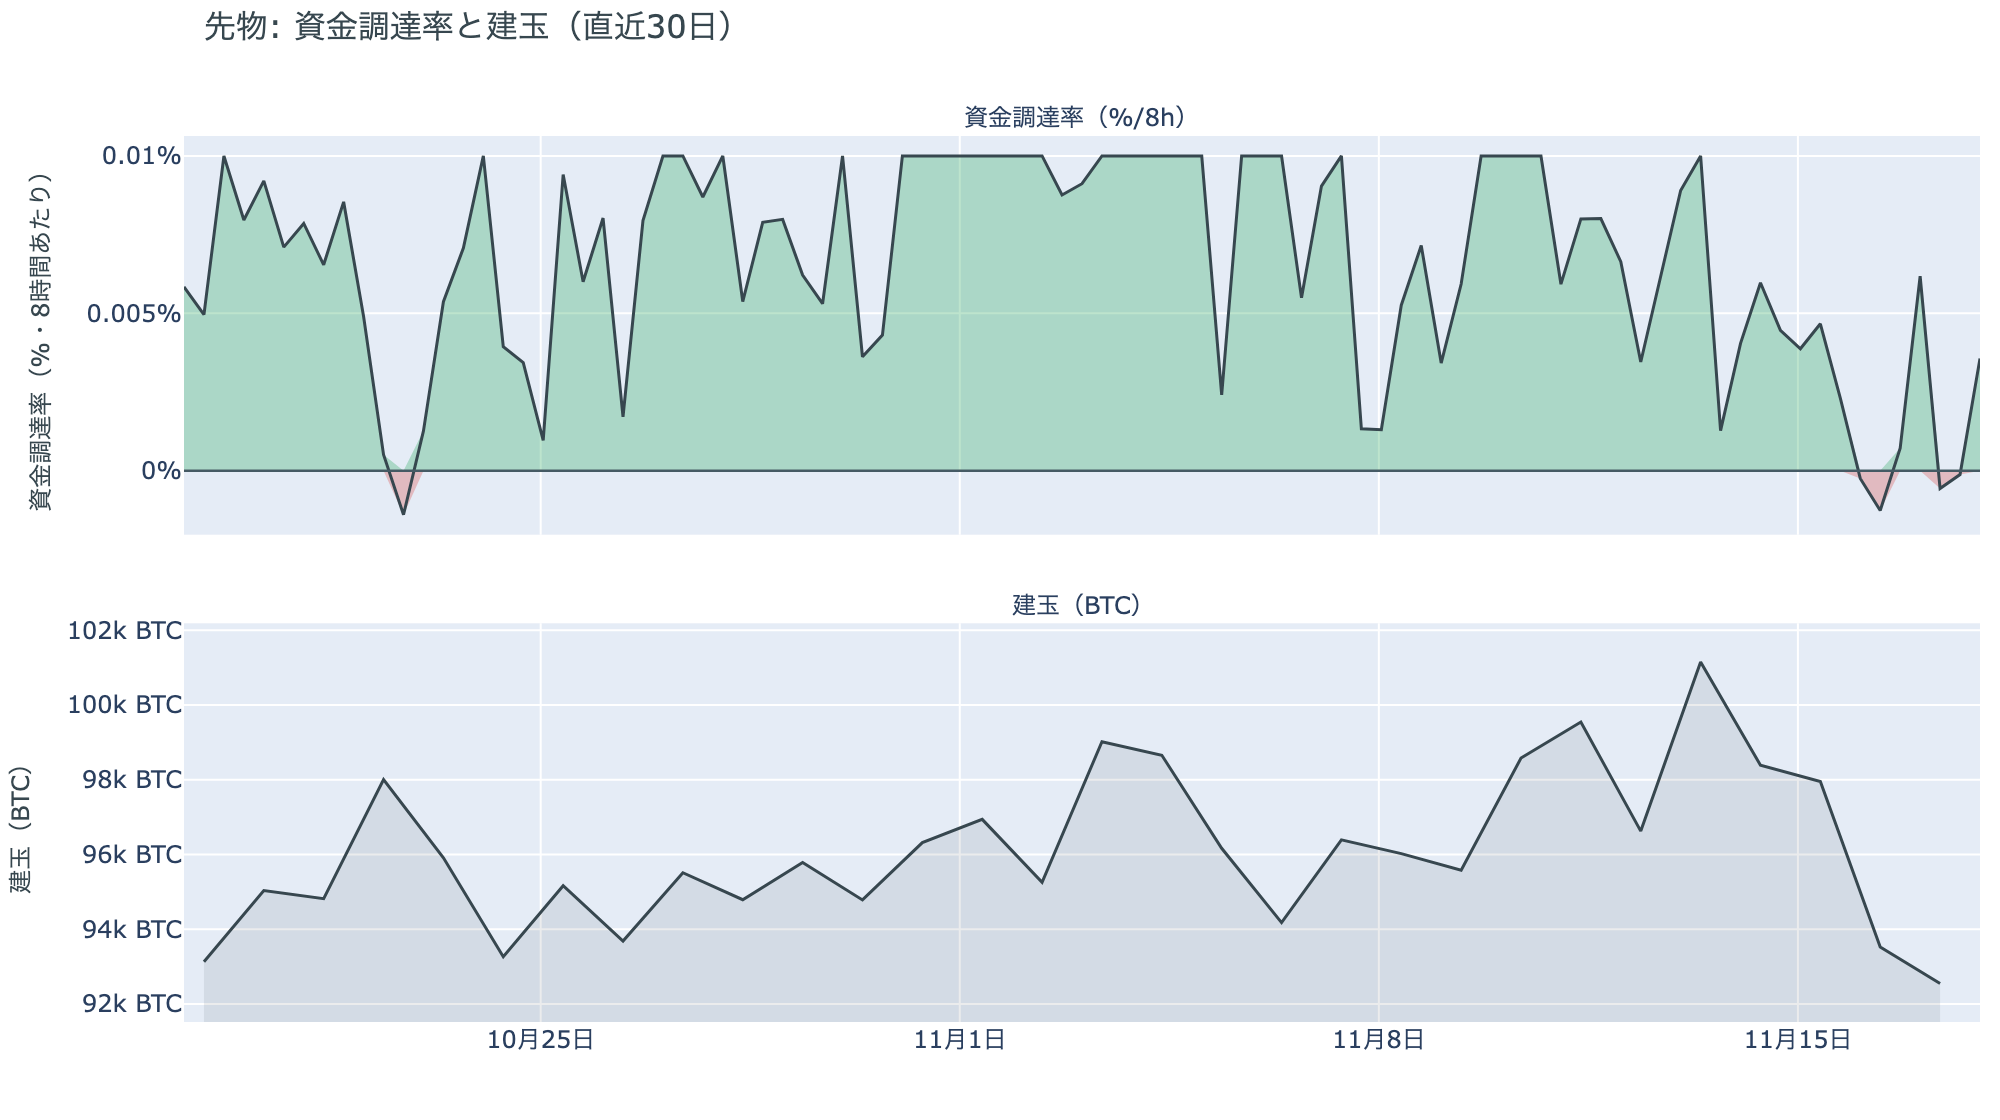 先物: 資金調達率と建玉（直近30日）
資金調達率（%/8h）
資金調達率（%・8時間あたり）
0.01%
0.005%
0%
建玉（BTC）
建玉（BTC）
102k BTC
100k BTC
98k BTC
96k BTC
94k BTC
92k BTC
10月25日
11月1日
11月8日
11月15日